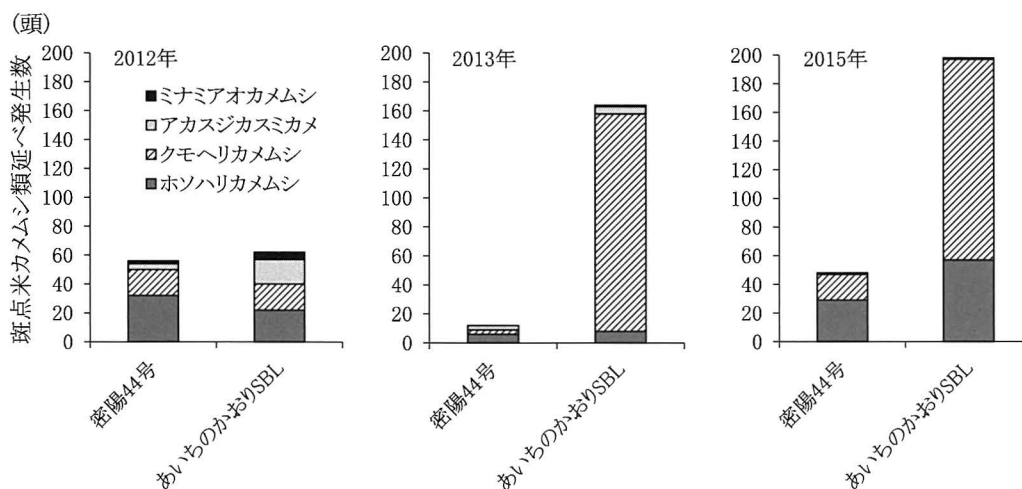 (頭)
斑点米カメムシ類延べ発生数
200
180
160
140
120
100
80
60
40
20
0
2012年
ミナミアオカメムシ
アカスジカスミカメ
クモヘリカメムシ
ホソハリカメムシ
密陽44号
あいちのかおりSBL
200
180
160
140
120
100
80
60
40
20
0
2013年
密陽44号
あいちのかおりSBL
200
180
160
140
120
100
80
60
40
20
0
2015年
密陽44号
あいちのかおりSBL